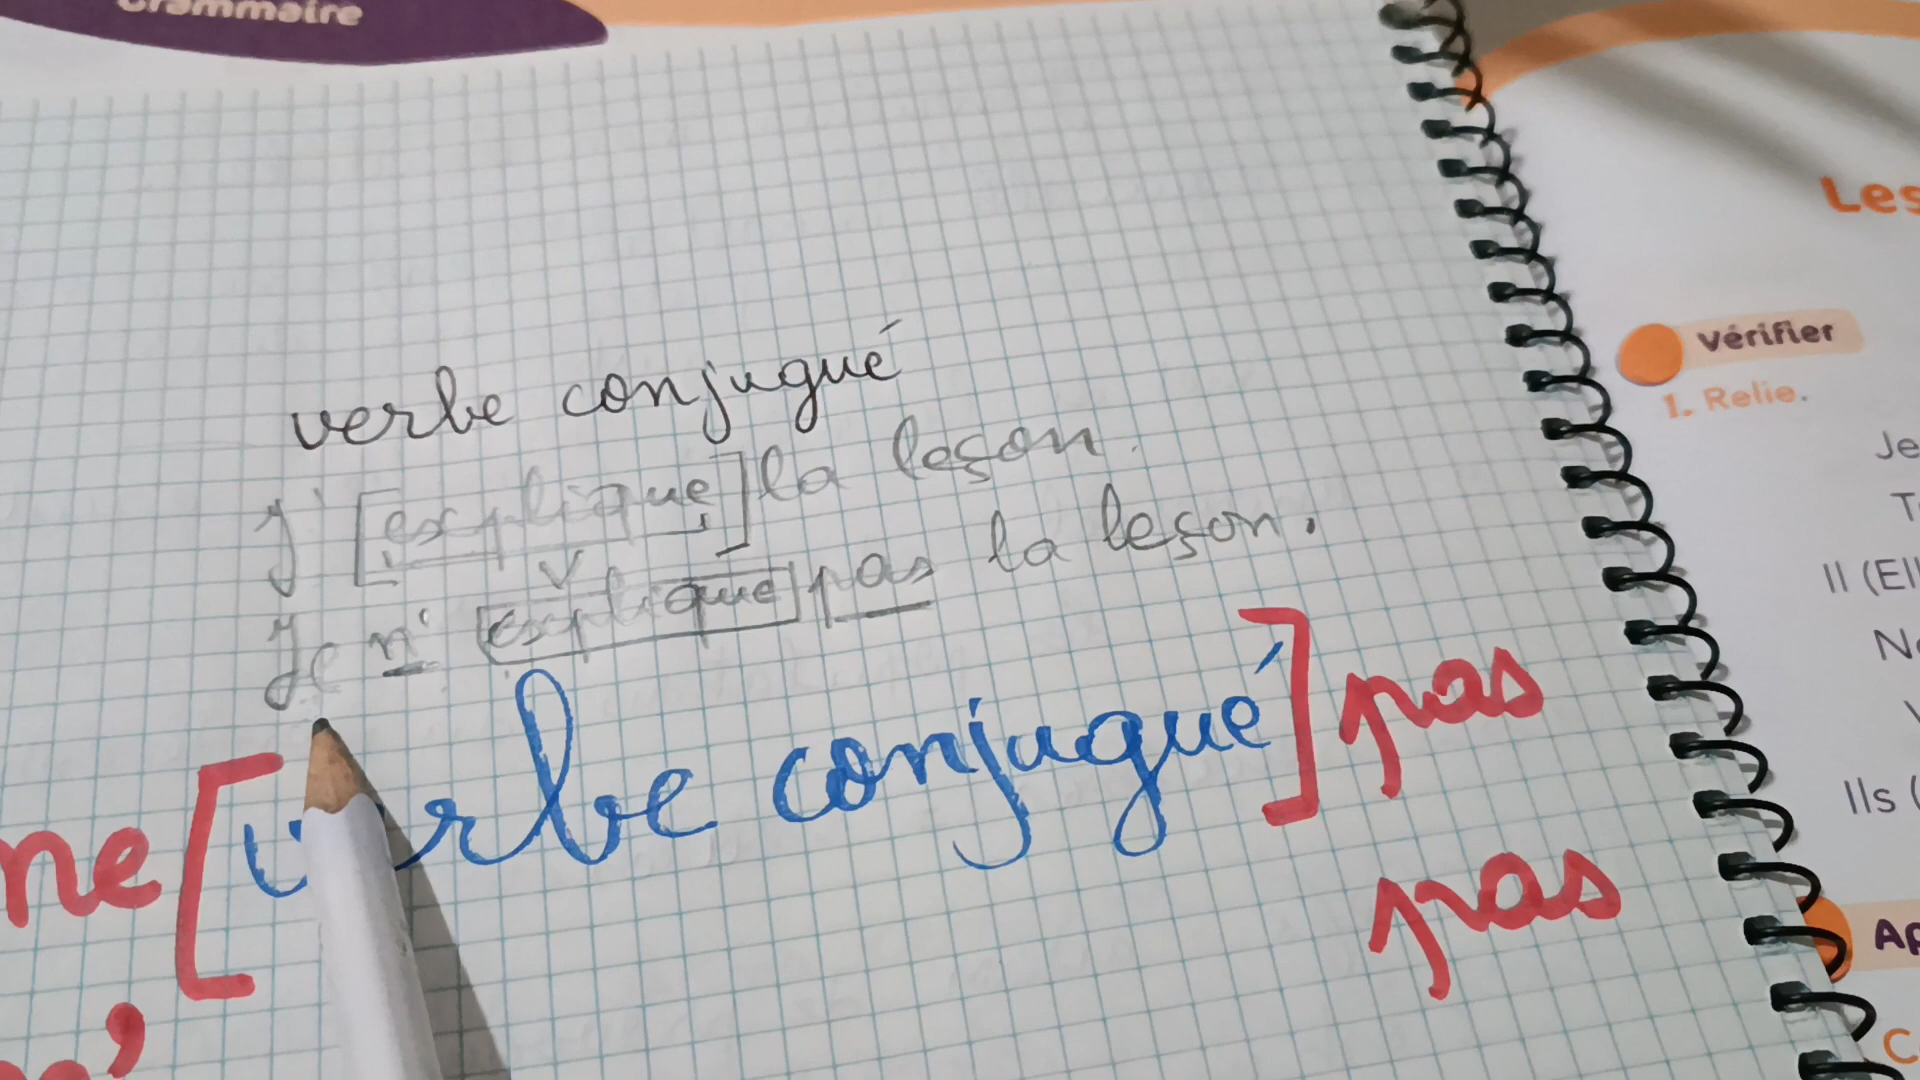 Grammaire
verbe conjugué
j' [explique] la leçon.
V
Je n' explique pas la leçon.
ne [verbe conjugué] pas
n' pas
Les
Vérifier
1. Relie.
Je
Il (Ell
Ils (